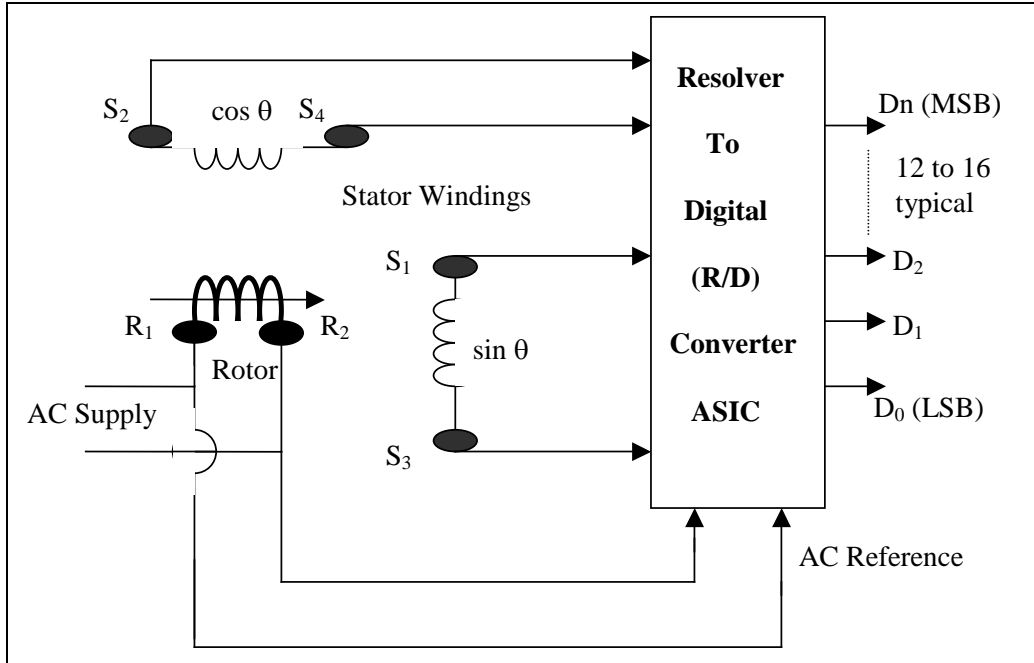 S₂
cos θ
S₄
Stator Windings
R₁
R₂
Rotor
AC Supply
S₁
sin θ
S₃
Resolver
To
Digital
(R/D)
Converter
ASIC
Dn (MSB)
12 to 16
typical
D₂
D₁
D₀ (LSB)
AC Reference